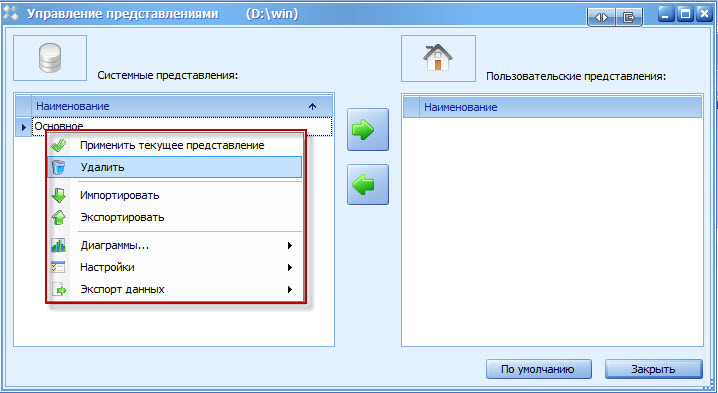 Управление представлениями (D:\win)
Системные представления:
Пользовательские представления:
Наименование
Наименование
Основное
Применить текущее представление
Удалить
Импортировать
Экспортировать
Диаграммы...
Настройки
Экспорт данных
По умолчанию
Закрыть